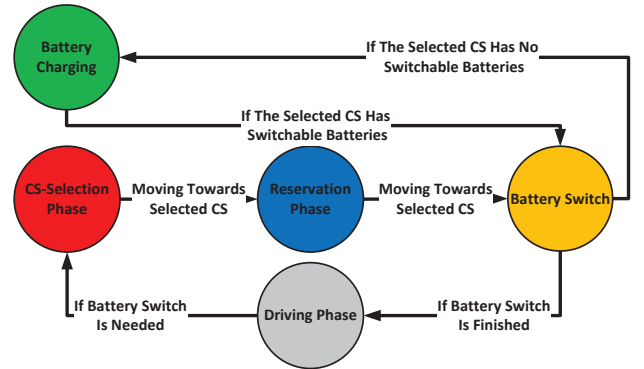 Battery
Charging
If The Selected CS Has No
Switchable Batteries
If The Selected CS Has
Switchable Batteries
CS-Selection
Phase
Moving Towards
Selected CS
Reservation
Phase
Moving Towards
Selected CS
Battery Switch
If Battery Switch
Is Needed
Driving Phase
If Battery Switch
Is Finished